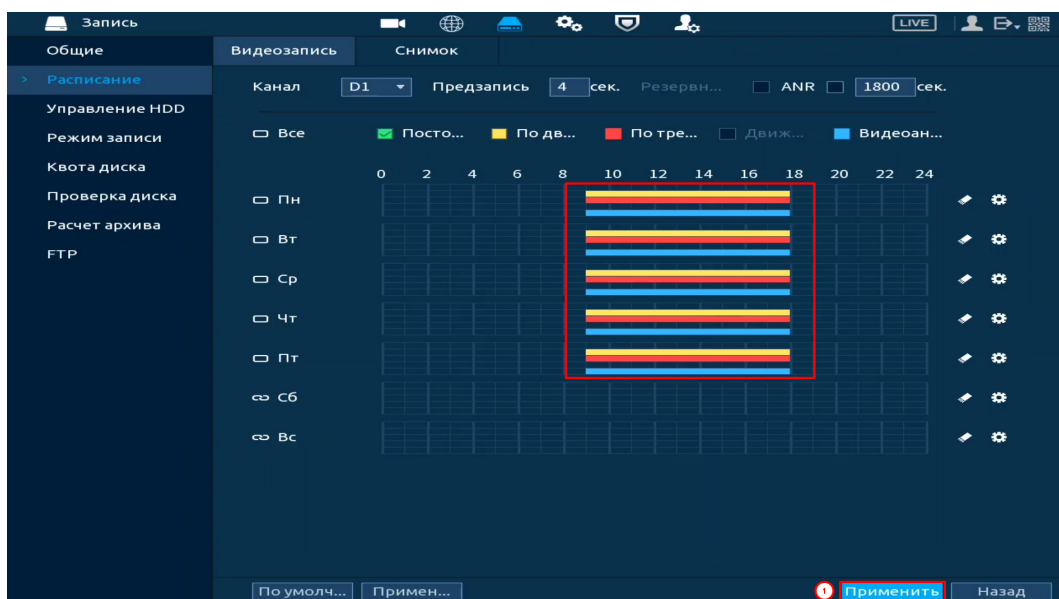 Запись LIVE
Общие Видеозапись Снимок
> Расписание
Канал D1 Предзапись 4 сек. Резервн... ANR 1800 сек.
Управление HDD
Режим записи Все Посто... По дв... По тре... Движ... Видеоан...
Квота диска
0 2 4 6 8 10 12 14 16 18 20 22 24
Проверка диска Пн
Расчет архива
Вт
FTP
Ср
Чт
Пт
Сб
Вс
По умолч... Примен... 1 Применить Назад